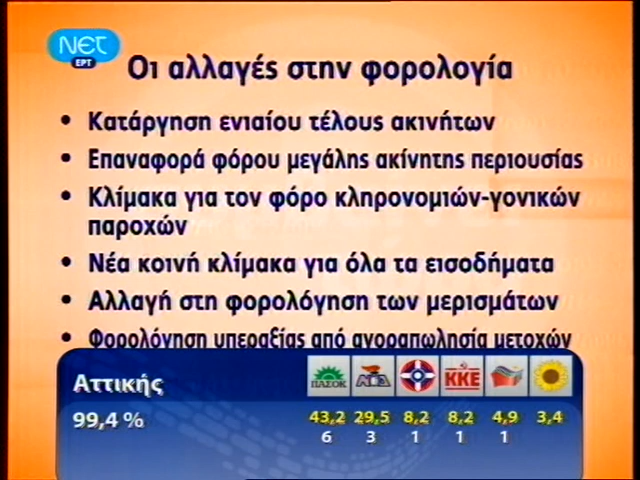 NET
ΕΡΤ
Οι αλλαγές στην φορολογία
• Κατάργηση ενιαίου τέλους ακινήτων
• Επαναφορά φόρου μεγάλης ακίνητης περιουσίας
• Κλίμακα για τον φόρο κληρονομιών-γονικών
παροχών
• Νέα κοινή κλίμακα για όλα τα εισοδήματα
• Αλλαγή στη φορολόγηση των μερισμάτων
• Φορολόγηση υπεραξίας από αγοραπωλησία μετοχών
Αττικής ΠΑΣΟΚ ΚΚΕ
99,4 % 43,2 29,5 8,2 8,2 4,9 3,4
6 3 1 1 1